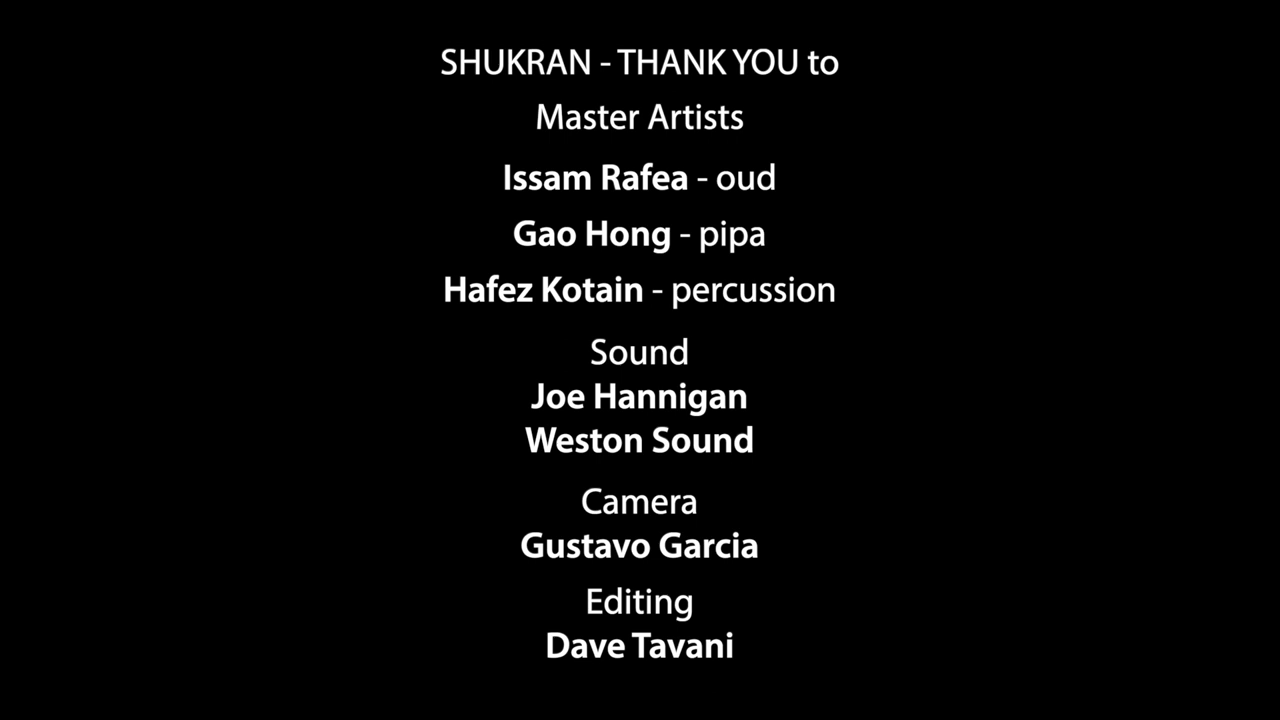 SHUKRAN - THANK YOU to
Master Artists
Issam Rafea - oud
Gao Hong - pipa
Hafez Kotain - percussion
Sound
Joe Hannigan
Weston Sound
Camera
Gustavo Garcia
Editing
Dave Tavani